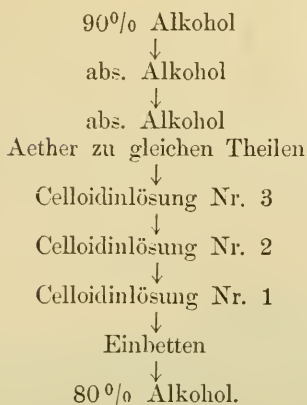 90% Alkohol
↓
abs. Alkohol
↓
abs. Alkohol
Aether zu gleichen Theilen
↓
Celloidinlösung Nr. 3
↓
Celloidinlösung Nr. 2
↓
Celloidinlösung Nr. 1
↓
Einbetten
↓
80% Alkohol.